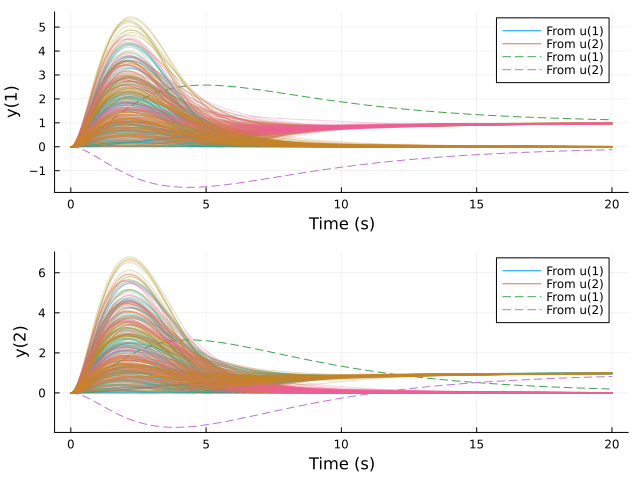 5
4
3
2
1
0
−1
y(1)
From u(1)
From u(2)
From u(1)
From u(2)
0 5 10 15 20
Time (s)
6
4
2
0
y(2)
From u(1)
From u(2)
From u(1)
From u(2)
0 5 10 15 20
Time (s)